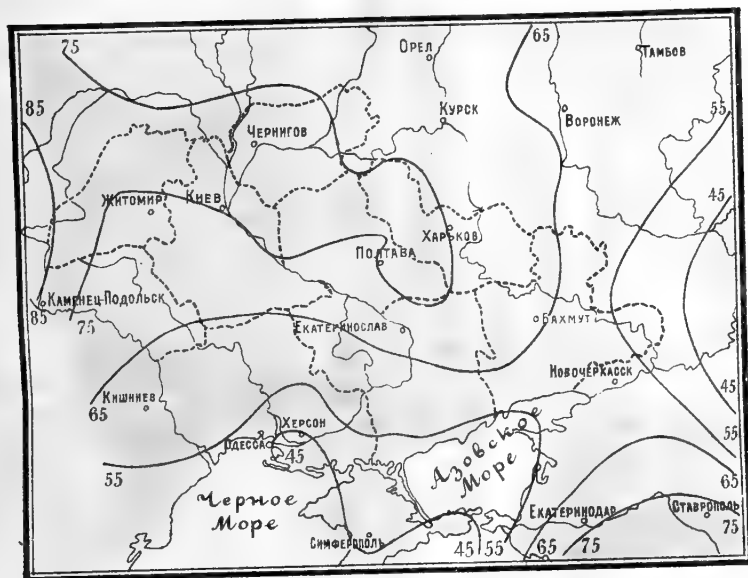 75
Орел
65
Тамбов
85
Курск
Воронеж
55
Чернигов
45
Житомир
Киев
Харьков
Полтава
Каменец-Подольск
85
75
Екатеринослав
Бахмут
Новочеркасск
65
Кишинев
45
Херсон
Одесса
45
55
55
Азовское
Море
65
Черное
Море
Екатеринодар
Ставрополь
Симферополь
45
55
65
75
75